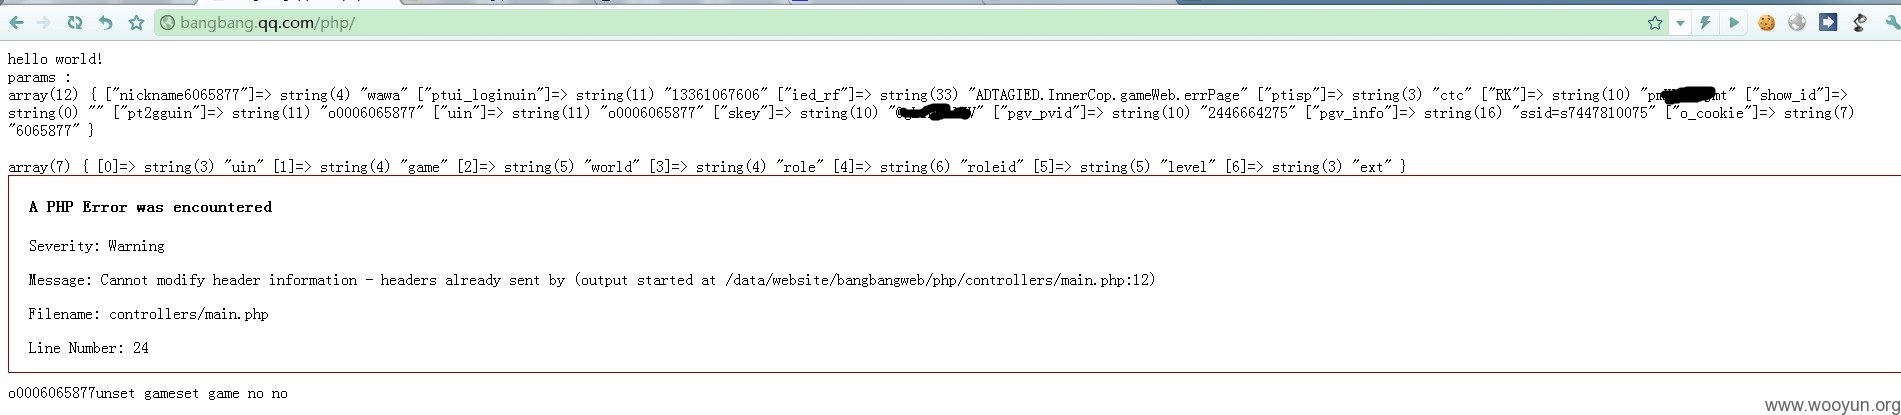 bangbang.qq.com/php/
hello world!
params :
array(12) { ["nickname6065877"]=> string(4) "wawa" ["ptui_loginuin"]=> string(11) "13361067606" ["ied_rf"]=> string(33) "ADTAGIED.InnerCop.gameWeb.errPage" ["ptisp"]=> string(3) "ctc" ["RK"]=> string(10) " ["show_id"]=>
string(0) "" ["pt2gguin"]=> string(11) "o0006065877" ["uin"]=> string(11) "o0006065877" ["skey"]=> string(10) " ["pgv_pvid"]=> string(10) "2446664275" ["pgv_info"]=> string(16) "ssid=s7447810075" ["o_cookie"]=> string(7)
"6065877" }
array(7) { [0]=> string(3) "uin" [1]=> string(4) "game" [2]=> string(5) "world" [3]=> string(4) "role" [4]=> string(6) "roleid" [5]=> string(5) "level" [6]=> string(3) "ext" }
A PHP Error was encountered
Severity: Warning
Message: Cannot modify header information - headers already sent by (output started at /data/website/bangbangweb/php/controllers/main.php:12)
Filename: controllers/main.php
Line Number: 24
o0006065877unset gameset game no no
www.wooyun.org